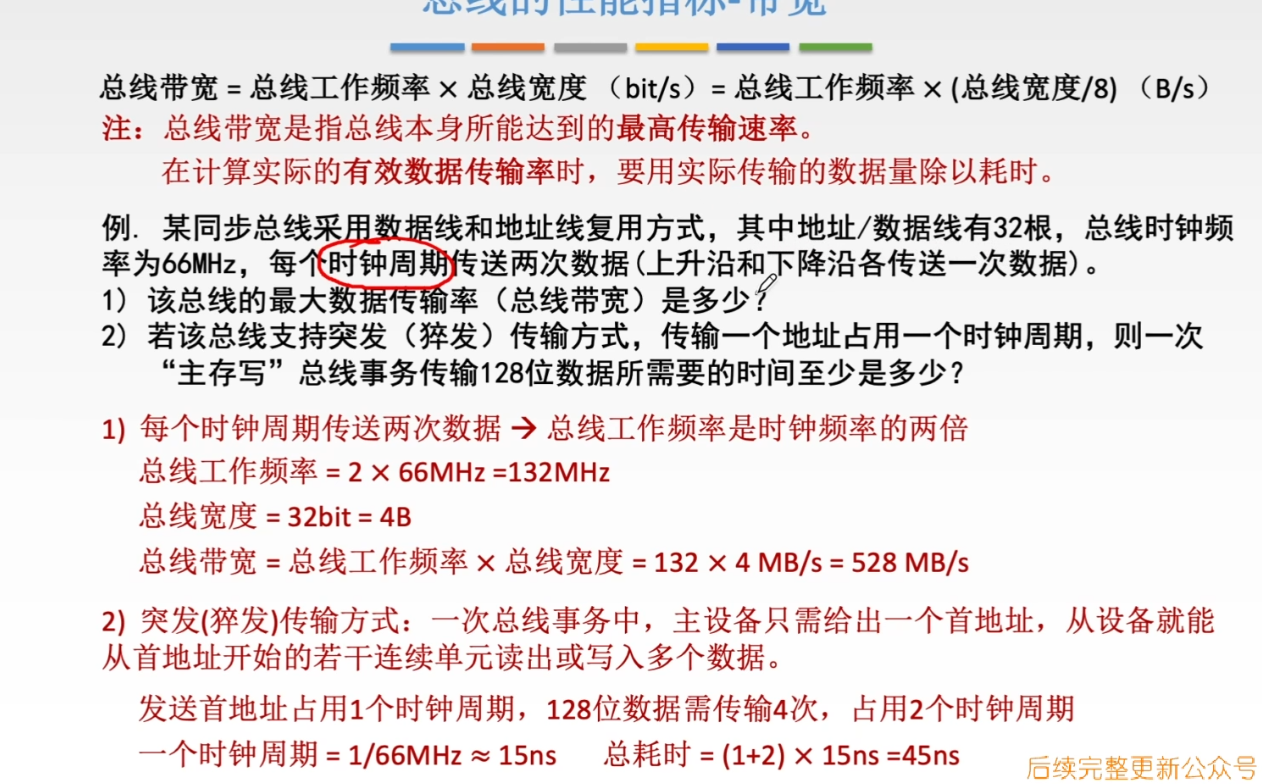 总线的性能指标-带宽
总线带宽 = 总线工作频率 × 总线宽度 （bit/s）= 总线工作频率 × (总线宽度/8) （B/s）
注：总线带宽是指总线本身所能达到的最高传输速率。
在计算实际的有效数据传输率时，要用实际传输的数据量除以耗时。
例. 某同步总线采用数据线和地址线复用方式，其中地址/数据线有32根，总线时钟频
率为66MHz，每个时钟周期传送两次数据(上升沿和下降沿各传送一次数据)。
1) 该总线的最大数据传输率（总线带宽）是多少？
2) 若该总线支持突发（猝发）传输方式，传输一个地址占用一个时钟周期，则一次
“主存写”总线事务传输128位数据所需要的时间至少是多少？
1) 每个时钟周期传送两次数据 → 总线工作频率是时钟频率的两倍
总线工作频率 = 2 × 66MHz =132MHz
总线宽度 = 32bit = 4B
总线带宽 = 总线工作频率 × 总线宽度 = 132 × 4 MB/s = 528 MB/s
2) 突发(猝发)传输方式：一次总线事务中，主设备只需给出一个首地址，从设备就能
从首地址开始的若干连续单元读出或写入多个数据。
发送首地址占用1个时钟周期，128位数据需传输4次，占用2个时钟周期
一个时钟周期 = 1/66MHz ≈ 15ns 总耗时 = (1+2) × 15ns =45ns
后续完整更新公众号